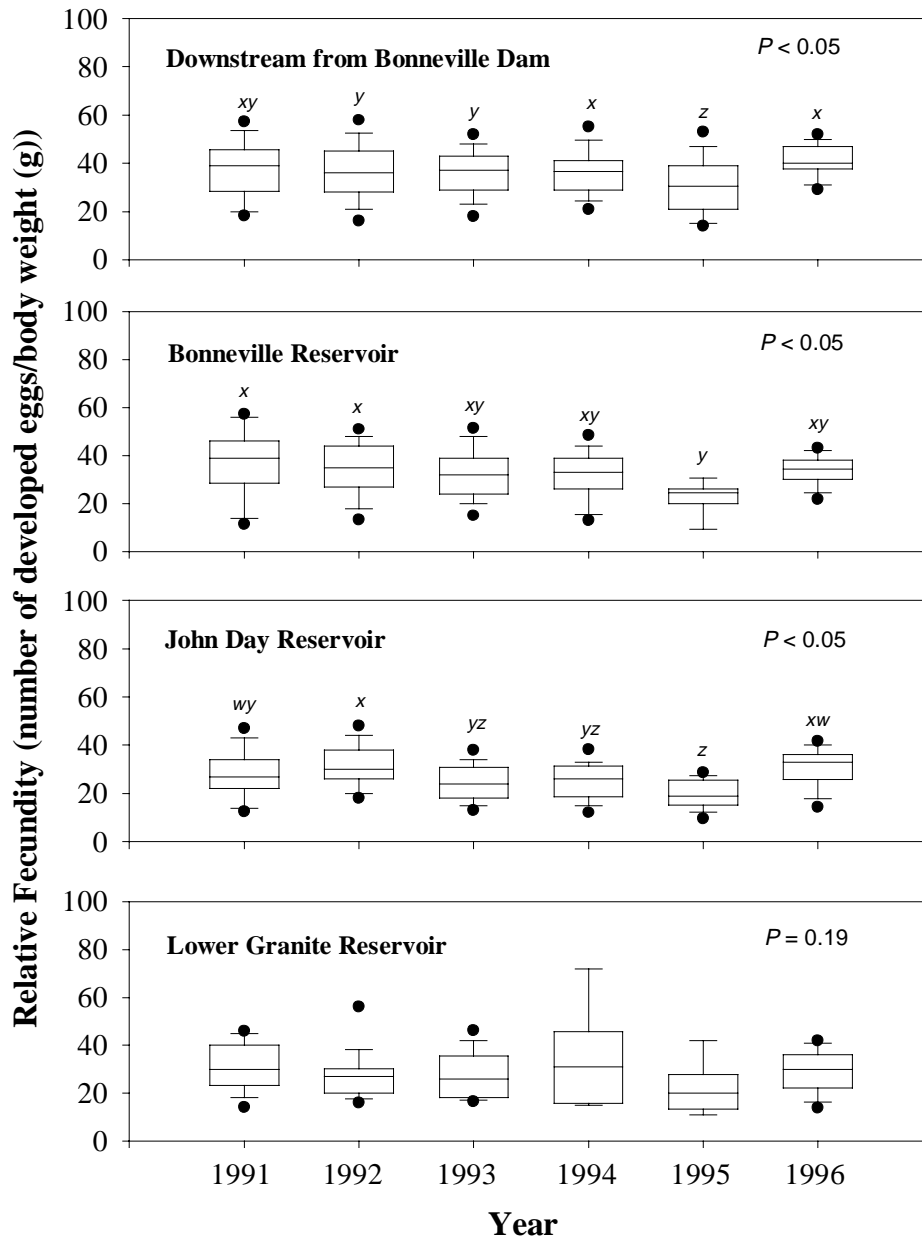 Relative Fecundity (number of developed eggs/body weight (g))
100
80
60
40
20
0
Downstream from Bonneville Dam
P < 0.05
xy
y
y
x
z
x
100
80
60
40
20
0
Bonneville Reservoir
P < 0.05
x
x
xy
xy
y
xy
100
80
60
40
20
0
John Day Reservoir
P < 0.05
wy
x
yz
yz
z
xw
100
80
60
40
20
0
Lower Granite Reservoir
P = 0.19
1991 1992 1993 1994 1995 1996
Year